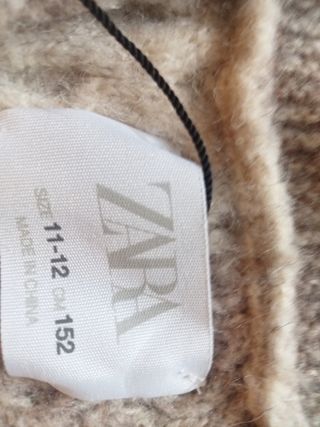 ZARA
SIZE 11-12 CM 152
MADE IN CHINA